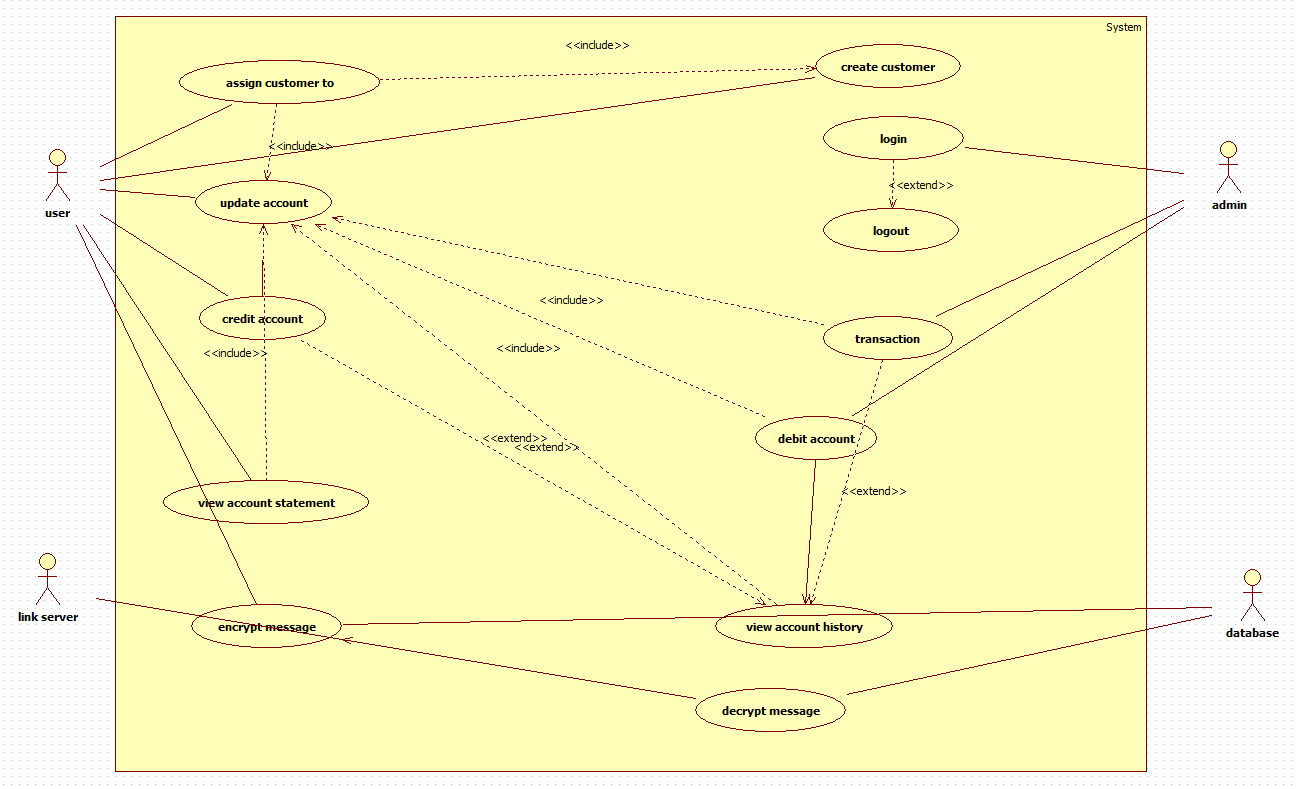 System
<<include>>
create customer
assign customer to
login
<<include>>
<<extend>>
user
update account
admin
logout
<<include>>
credit account
transaction
<<include>>
<<include>>
<<extend>>
debit account
<<extend>>
<<extend>>
view account statement
link server
encrypt message
view account history
database
decrypt message